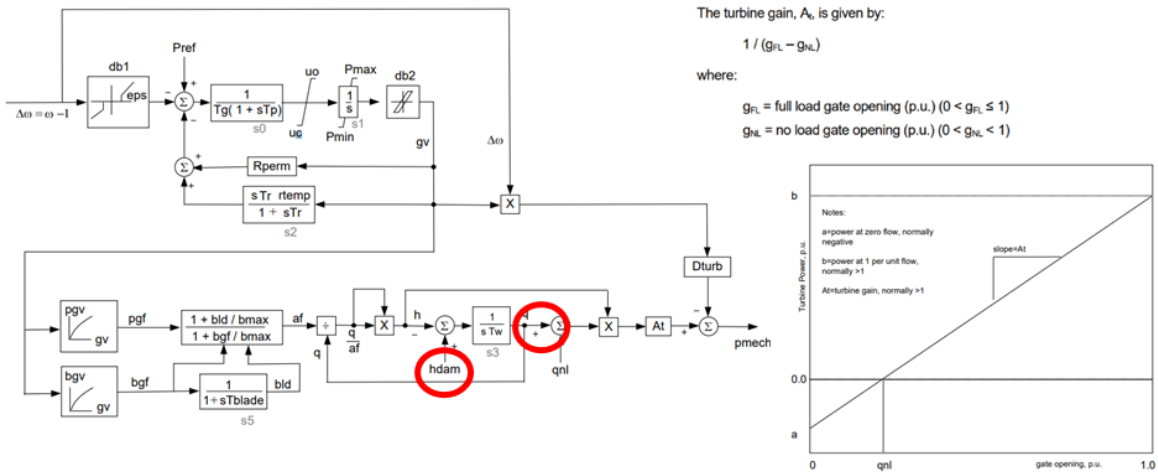 The turbine gain, At, is given by:
1 / (gFL – gNL)
where:
gFL = full load gate opening (p.u.) (0 < gFL ≤ 1)
gNL = no load gate opening (p.u.) (0 < gNL < 1)
Pref
db1
eps
Δω = ω –1
+
−
−
Σ
1
Tg( 1 + sTp)
s0
uo
uc
Pmax
1
s
s1
Pmin
db2
gv
Δω
+
Σ
+
Rperm
sTr rtemp
1 + sTr
s2
X
Dturb
pgv
gv
pgf
1 + bld / bmax
1 + bgf / bmax
af
÷
q
q
af
X
h
−
Σ
+
hdam
1
s Tw
s3
q
+
Σ
−
qnl
X
At
+
−
Σ
pmech
bgv
gv
bgf
1
1+ sTblade
s5
bld
b
Notes:
a=power at zero flow, normally
negative
b=power at 1 per unit flow,
normally >1
At=turbine gain, normally >1
slope=At
Turbine Power, p.u.
0.0
a
0
qnl
gate opening, p.u.
1.0